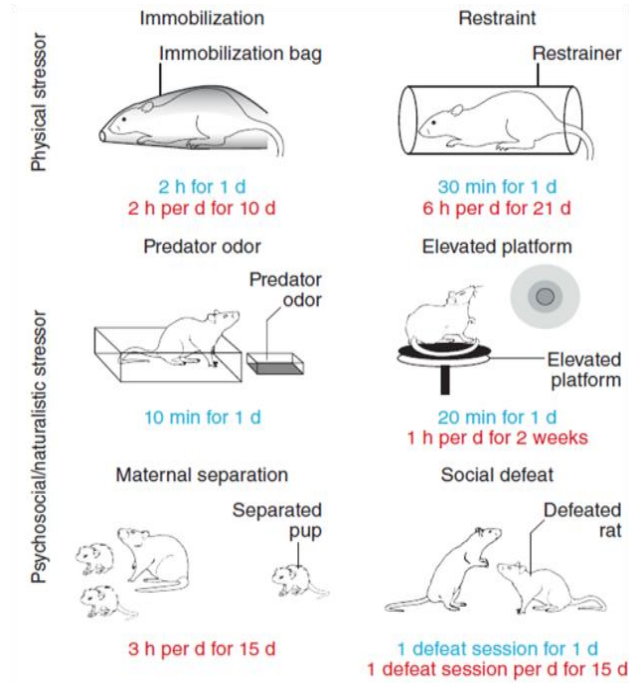 Physical stressor
Immobilization
Immobilization bag
2 h for 1 d
2 h per d for 10 d
Restraint
Restrainer
30 min for 1 d
6 h per d for 21 d
Psychosocial/naturalistic stressor
Predator odor
Predator
odor
10 min for 1 d
Elevated platform
Elevated
platform
20 min for 1 d
1 h per d for 2 weeks
Maternal separation
Separated
pup
3 h per d for 15 d
Social defeat
Defeated
rat
1 defeat session for 1 d
1 defeat session per d for 15 d